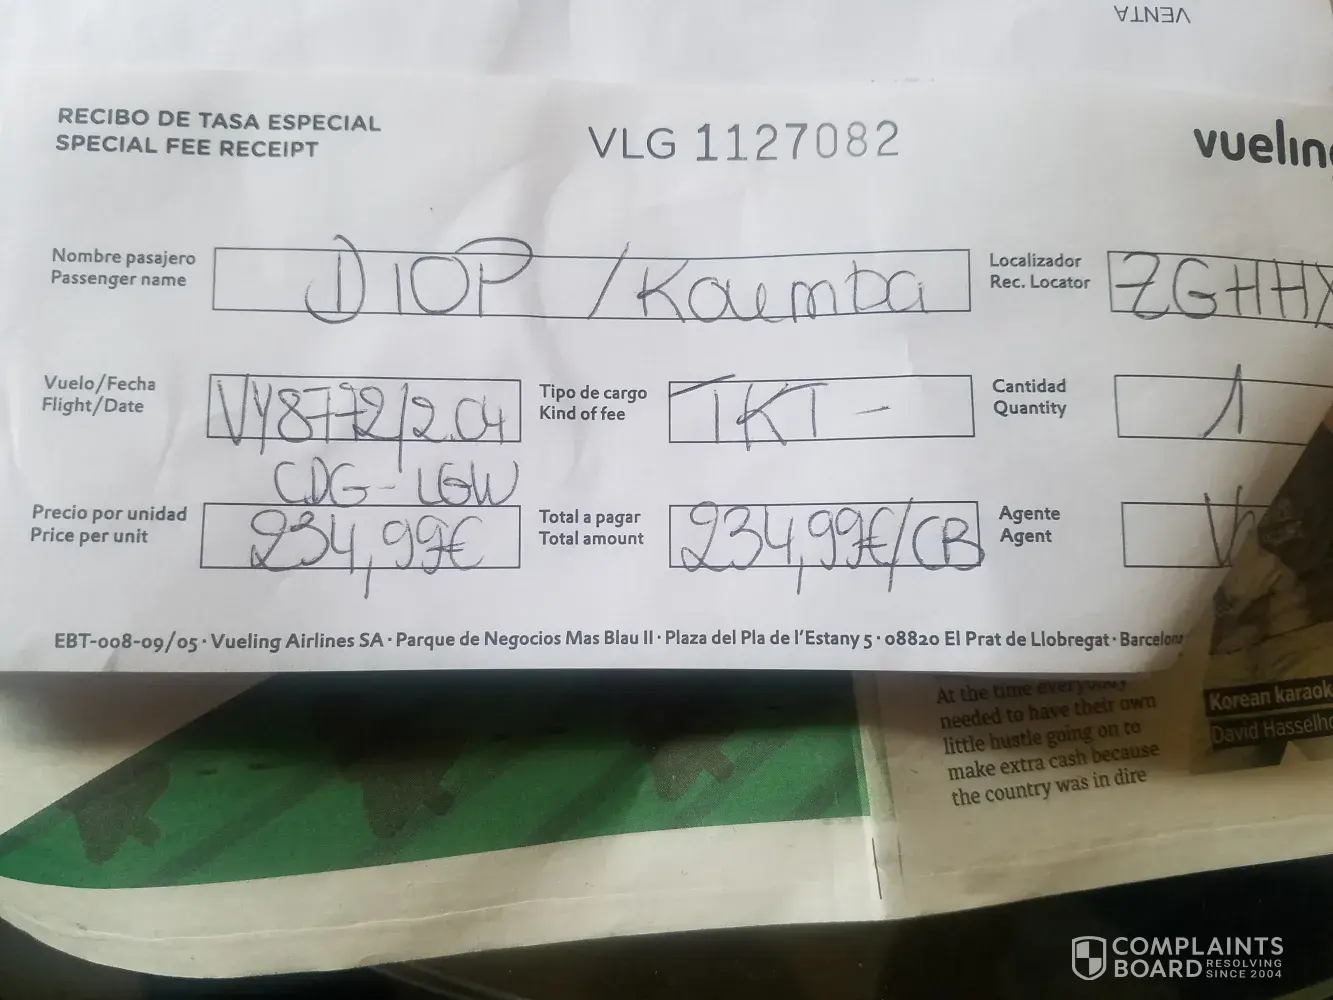 VENTA
RECIBO DE TASA ESPECIAL
SPECIAL FEE RECEIPT
VLG 1127082
vueling
Nombre pasajero
Passenger name
DIOP / Koumba
Localizador
Rec. Locator
ZGHHX
Vuelo/Fecha
Flight/Date
VY8772/2.04
CDG-LGW
Tipo de cargo
Kind of fee
TKT -
Cantidad
Quantity
1
Precio por unidad
Price per unit
234,99€
Total a pagar
Total amount
234,99€/CB
Agente
Agent
EBT-008-09/05 · Vueling Airlines SA · Parque de Negocios Mas Blau II · Plaza del Pla de l'Estany 5 · 08820 El Prat de Llobregat · Barcelona
At the time everybody
needed to have their own
little hustle going on to
make extra cash because
the country was in dire
Korean karaok
David Hasselho
COMPLAINTS
BOARD RESOLVING
SINCE 2004